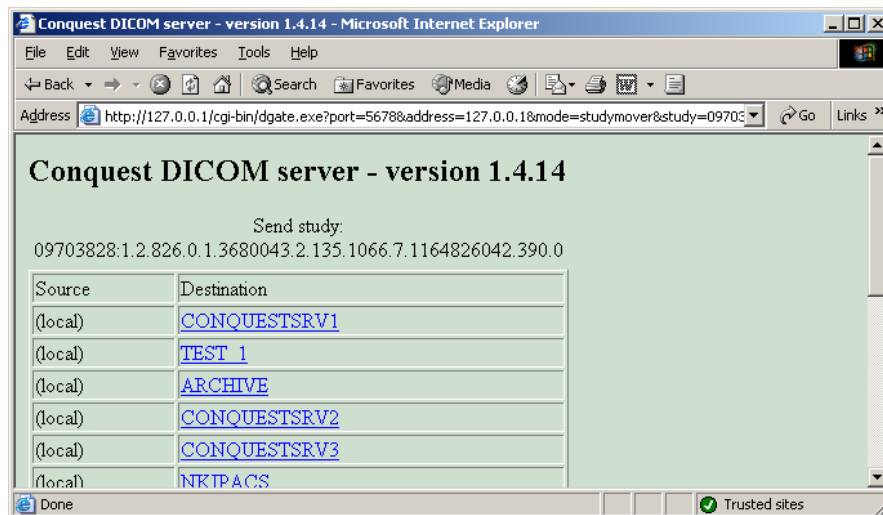 Conquest DICOM server - version 1.4.14 - Microsoft Internet Explorer
File Edit View Favorites Tools Help
Back Search Favorites Media
Address http://127.0.0.1/cgi-bin/dgate.exe?port=5678&address=127.0.0.1&mode=studymover&study=09703 Go Links »
Conquest DICOM server - version 1.4.14
Send study:
09703828:1.2.826.0.1.3680043.2.135.1066.7.1164826042.390.0
Source Destination
(local) CONQUESTSRV1
(local) TEST_1
(local) ARCHIVE
(local) CONQUESTSRV2
(local) CONQUESTSRV3
(local) NKIPACS
Done Trusted sites